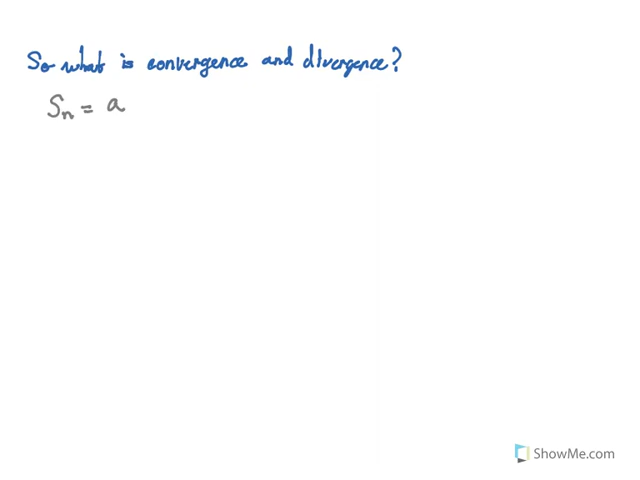 So what is convergence and divergence?
Sₙ = a
ShowMe.com